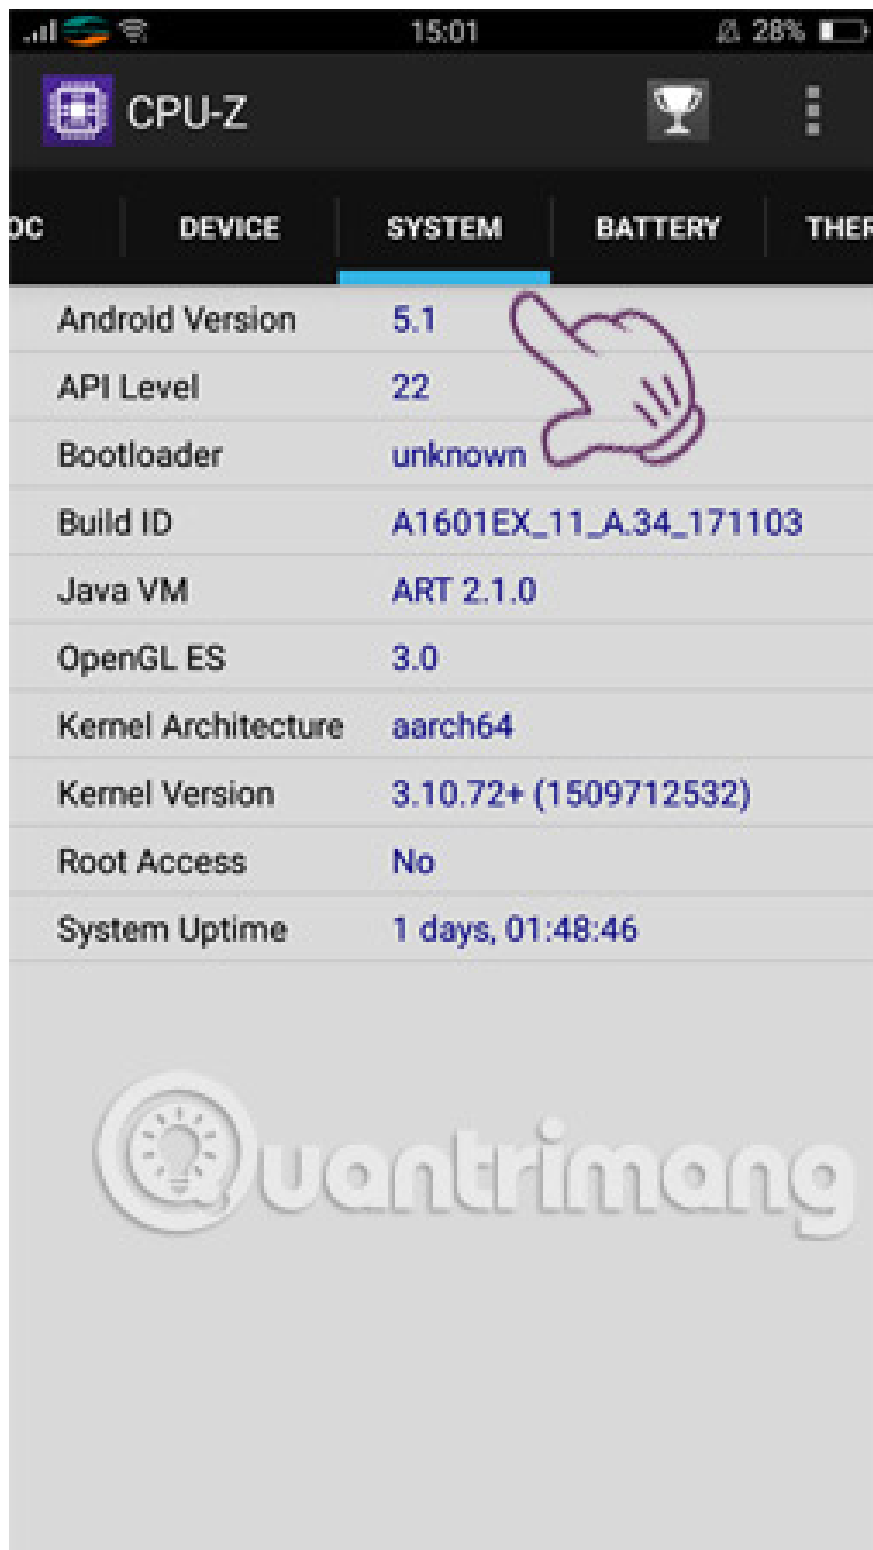 15:01
28%
CPU-Z
OC DEVICE SYSTEM BATTERY THER
Android Version 5.1
API Level 22
Bootloader unknown
Build ID A1601EX_11_A.34_171103
Java VM ART 2.1.0
OpenGL ES 3.0
Kernel Architecture aarch64
Kernel Version 3.10.72+ (1509712532)
Root Access No
System Uptime 1 days, 01:48:46
Quantrimang